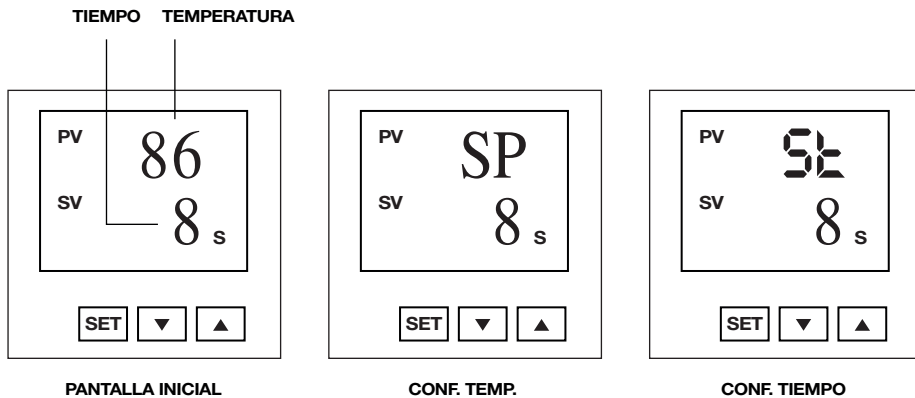 TIEMPO TEMPERATURA
PV 86
SV 8 S
SET ▼ ▲
PANTALLA INICIAL
PV SP
SV 8 S
SET ▼ ▲
CONF. TEMP.
PV St
SV 8 S
SET ▼ ▲
CONF. TIEMPO